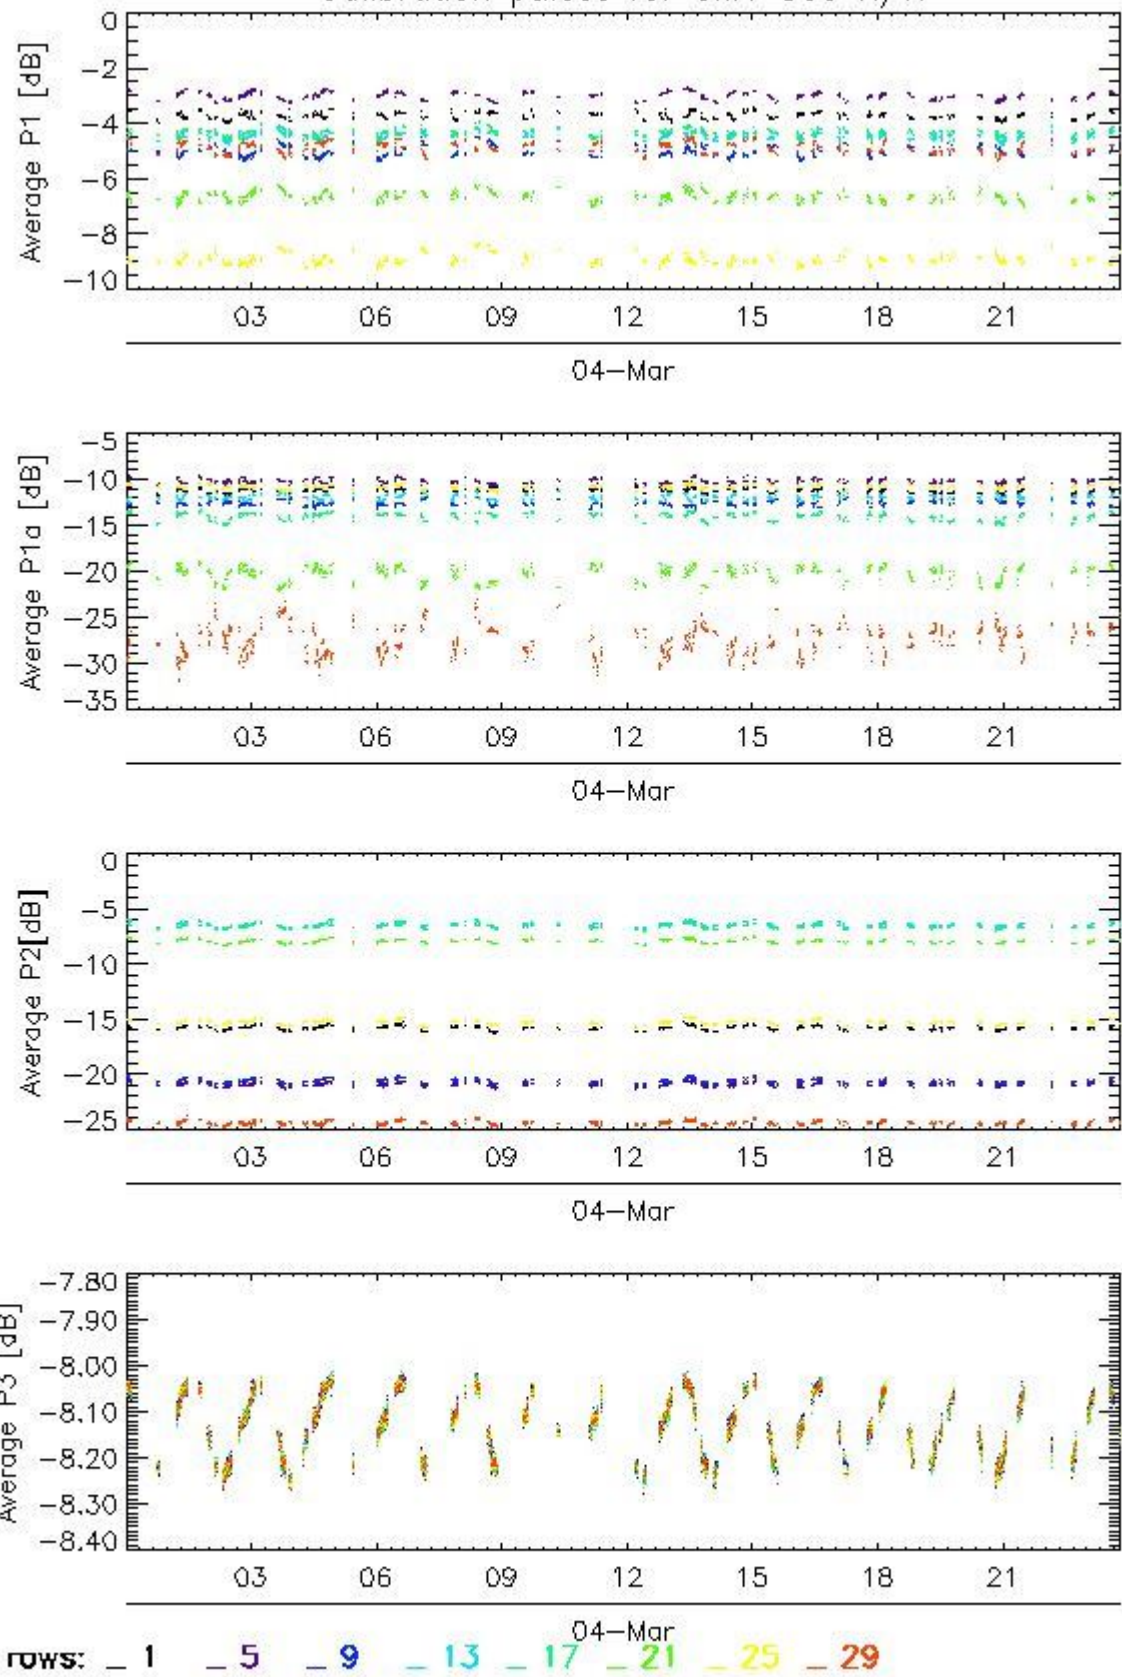 Average P1 [dB]
0
−2
−4
−6
−8
−10
03 06 09 12 15 18 21
04−Mar
Average P1a [dB]
−5
−10
−15
−20
−25
−30
−35
03 06 09 12 15 18 21
04−Mar
Average P2[dB]
0
−5
−10
−15
−20
−25
03 06 09 12 15 18 21
04−Mar
Average P3 [dB]
−7.80
−7.90
−8.00
−8.10
−8.20
−8.30
−8.40
03 06 09 12 15 18 21
04−Mar
rows: _ 1 _ 5 _ 9 _ 13 _ 17 _ 21 _ 25 _ 29